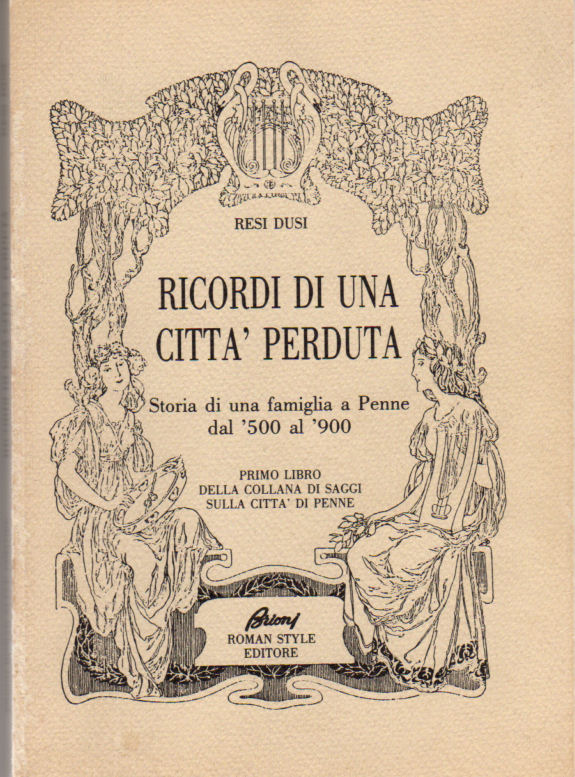 RESI DUSI
RICORDI DI UNA
CITTA' PERDUTA
Storia di una famiglia a Penne
dal '500 al '900
PRIMO LIBRO
DELLA COLLANA DI SAGGI
SULLA CITTA' DI PENNE
Brioni
ROMAN STYLE
EDITORE